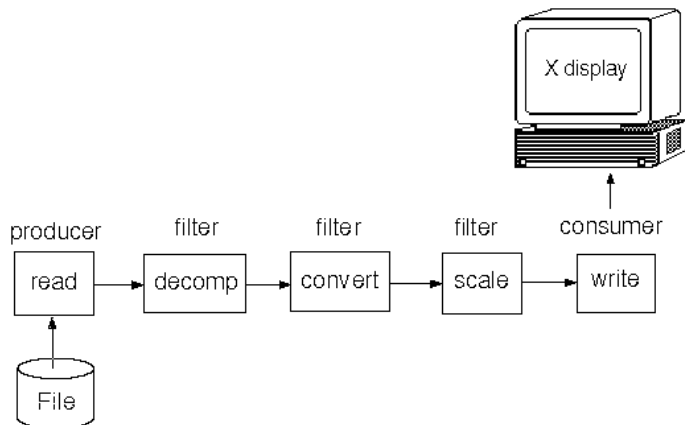 X display
producer
filter
filter
filter
consumer
read
decomp
convert
scale
write
File